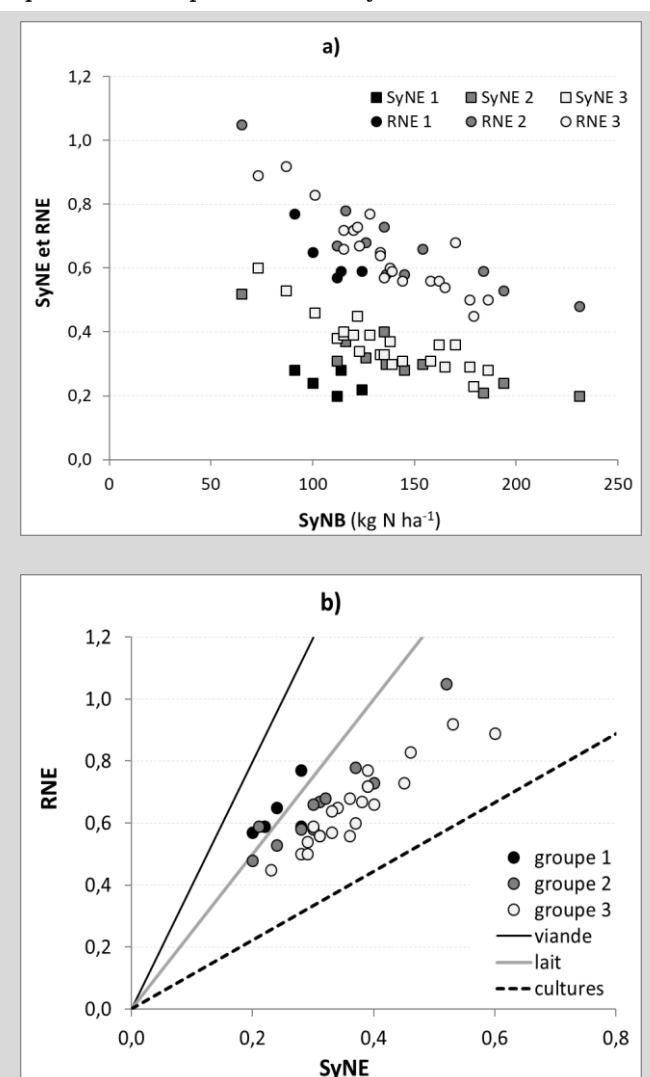 a)
1,2
1,0
0,8
0,6
0,4
0,2
0,0
SyNE et RNE
SyNE 1 SyNE 2 SyNE 3
RNE 1 RNE 2 RNE 3
0 50 100 150 200 250
SyNB (kg N ha⁻¹)
b)
1,2
1,0
0,8
0,6
0,4
0,2
0,0
RNE
groupe 1
groupe 2
groupe 3
viande
lait
cultures
0,0 0,2 0,4 0,6 0,8
SyNE